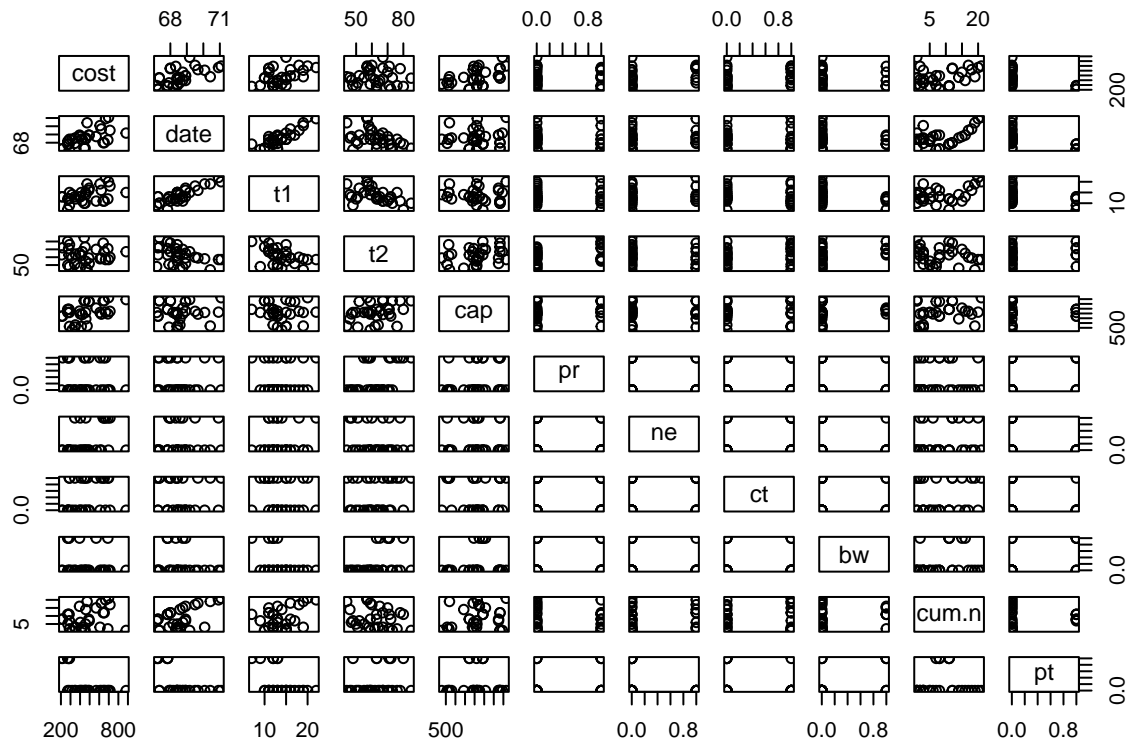 68 71 50 80 0.0 0.8 0.0 0.8 5 20
cost 200
68 date
t1 10
50 t2
cap 500
0.0 pr
ne 0.0
0.0 ct
bw 0.0
5 cum.n
pt 0.0
200 800 10 20 500 0.0 0.8 0.0 0.8 0.0 0.8